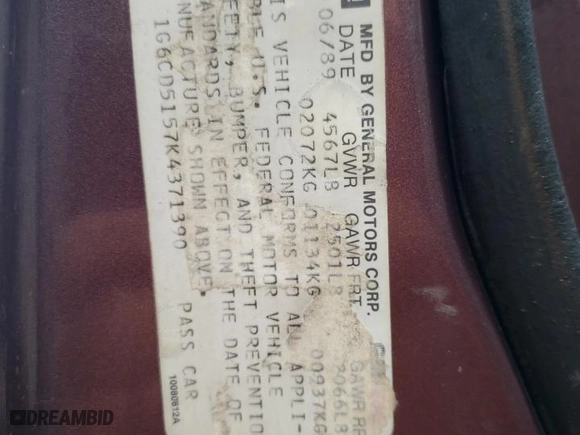 MFD BY GENERAL MOTORS CORP.
DATE GVWR GAWR FRT GAWR RR
06/89 4567LB 2501LB 2066LB
02072KG 01134KG 00937KG
IS VEHICLE CONFORMS TO ALL APPLI-
BLE U.S. FEDERAL MOTOR VEHICLE
FETY, BUMPER, AND THEFT PREVENTIO
ANDARDS IN EFFECT ON THE DATE OF
NUFACTURE SHOWN ABOVE.
1G6CD5157K4371390 PASS CAR
10080812A
DREAMBID